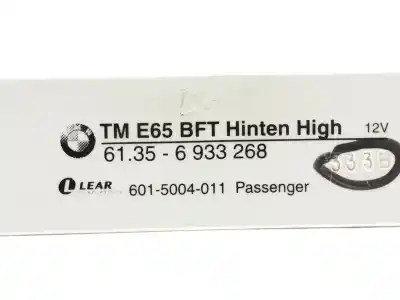 TM E65 BFT Hinten High 12V
61.35 - 6 933 268
333B
LEAR 601-5004-011 Passenger